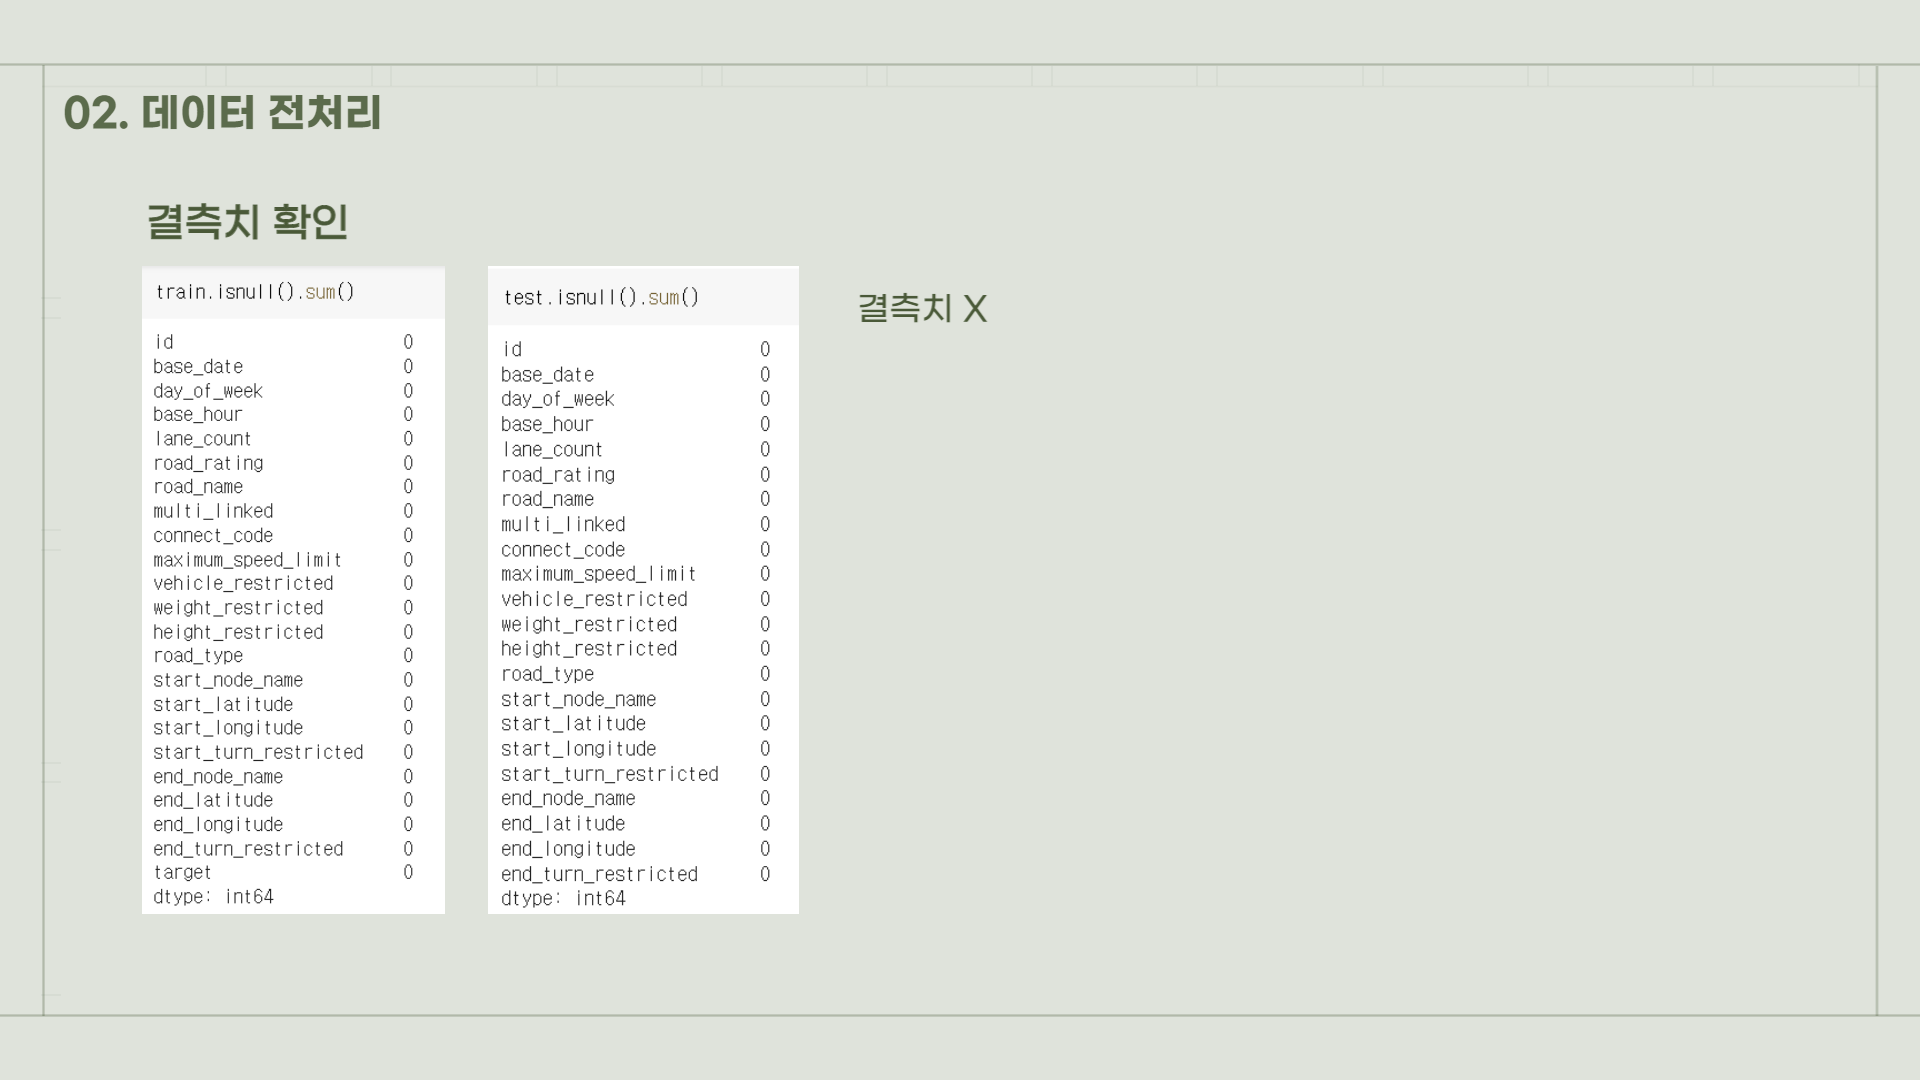 02. 데이터 전처리
결측치 확인
train.isnull().sum()
id 0
base_date 0
day_of_week 0
base_hour 0
lane_count 0
road_rating 0
road_name 0
multi_linked 0
connect_code 0
maximum_speed_limit 0
vehicle_restricted 0
weight_restricted 0
height_restricted 0
road_type 0
start_node_name 0
start_latitude 0
start_longitude 0
start_turn_restricted 0
end_node_name 0
end_latitude 0
end_longitude 0
end_turn_restricted 0
target 0
dtype: int64
test.isnull().sum()
id 0
base_date 0
day_of_week 0
base_hour 0
lane_count 0
road_rating 0
road_name 0
multi_linked 0
connect_code 0
maximum_speed_limit 0
vehicle_restricted 0
weight_restricted 0
height_restricted 0
road_type 0
start_node_name 0
start_latitude 0
start_longitude 0
start_turn_restricted 0
end_node_name 0
end_latitude 0
end_longitude 0
end_turn_restricted 0
dtype: int64
결측치 X